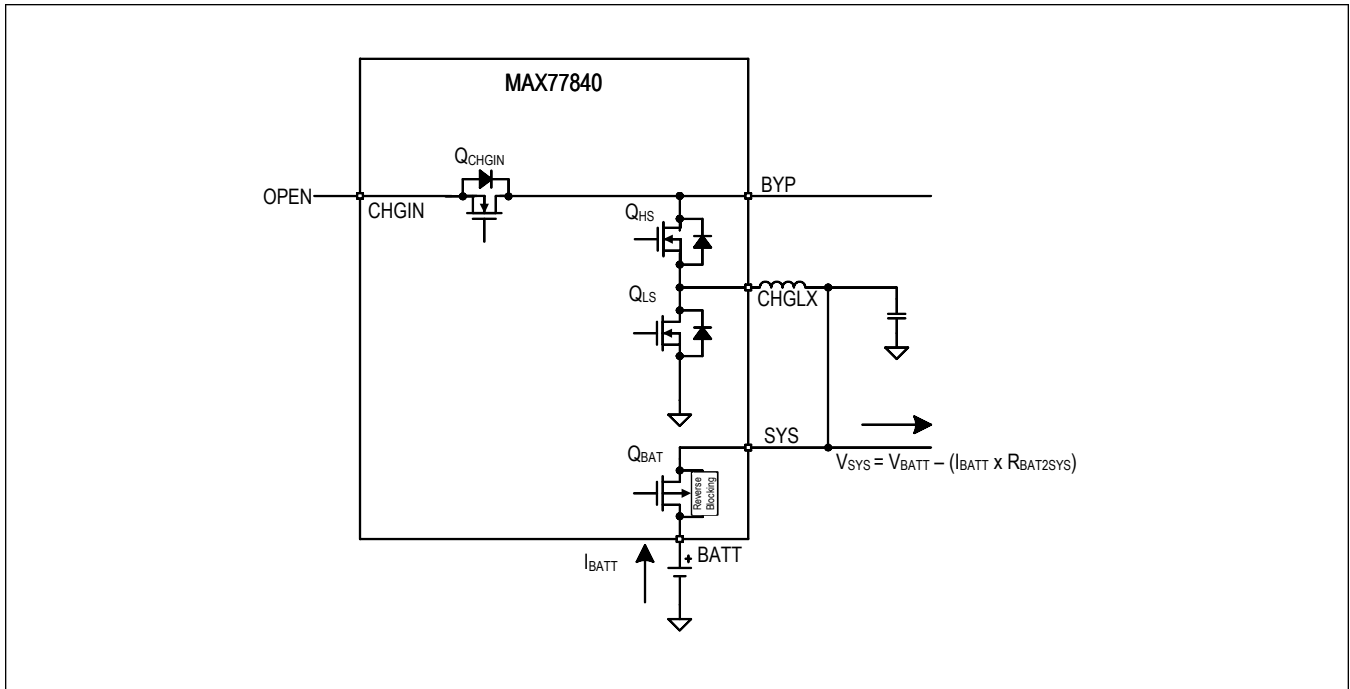 MAX77840
QCHGIN
OPEN
CHGIN
BYP
QHS
QLS
CHGLX
SYS
QBAT
VSYS = VBATT – (IBATT x RBAT2SYS)
Reverse
Blocking
IBATT
+ BATT